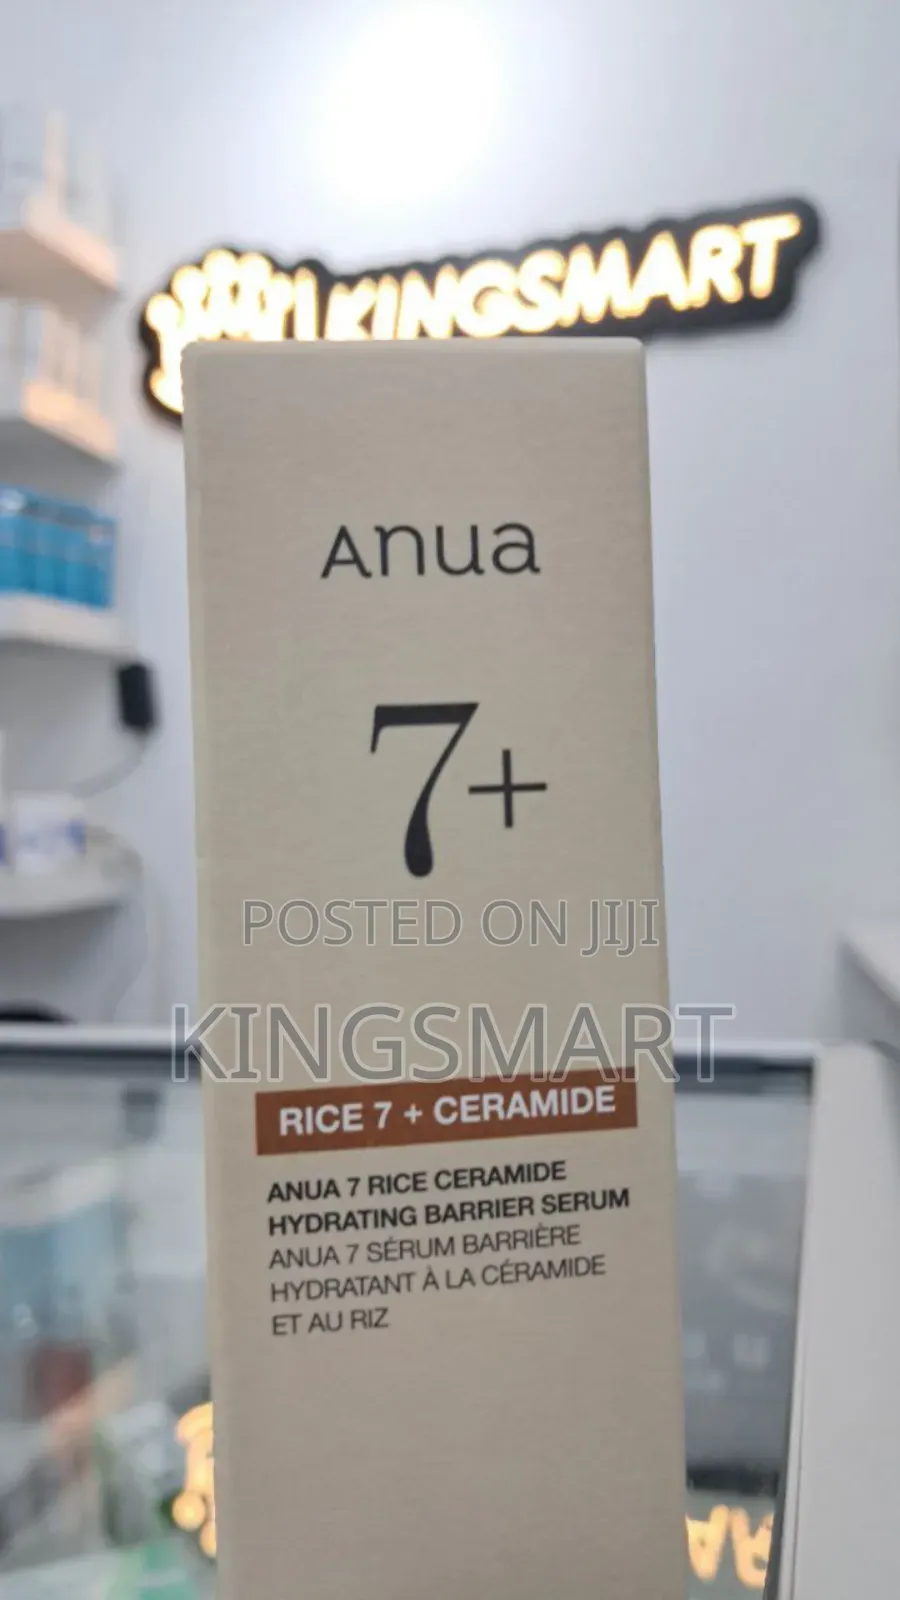 KINGSMART
Anua
7+
POSTED ON JIJI
KINGSMART
RICE 7 + CERAMIDE
ANUA 7 RICE CERAMIDE
HYDRATING BARRIER SERUM
ANUA 7 SÉRUM BARRIÈRE
HYDRATANT À LA CÉRAMIDE
ET AU RIZ